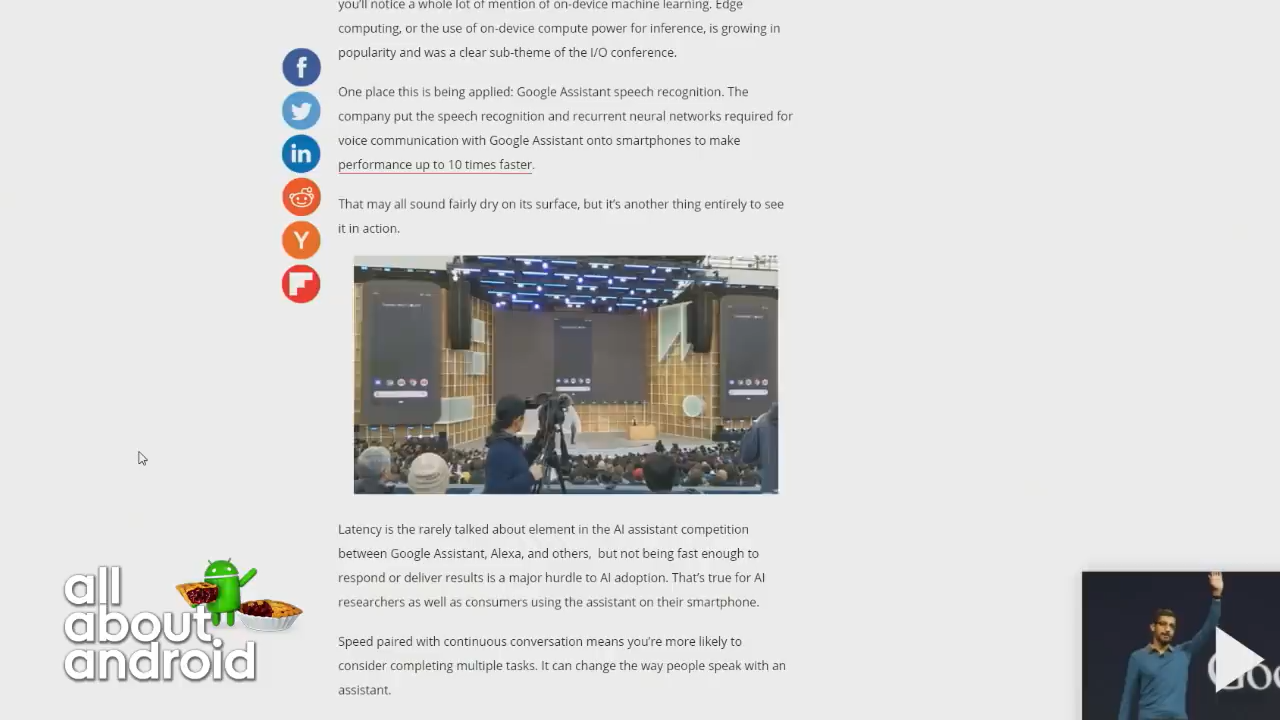 you'll notice a whole lot of mention of on-device machine learning. Edge
computing, or the use of on-device compute power for inference, is growing in
popularity and was a clear sub-theme of the I/O conference.
One place this is being applied: Google Assistant speech recognition. The
company put the speech recognition and recurrent neural networks required for
voice communication with Google Assistant onto smartphones to make
performance up to 10 times faster.
That may all sound fairly dry on its surface, but it's another thing entirely to see
it in action.
Latency is the rarely talked about element in the AI assistant competition
between Google Assistant, Alexa, and others,  but not being fast enough to
respond or deliver results is a major hurdle to AI adoption. That's true for AI
researchers as well as consumers using the assistant on their smartphone.
Speed paired with continuous conversation means you're more likely to
consider completing multiple tasks. It can change the way people speak with an
assistant.
all
about
android
Goo